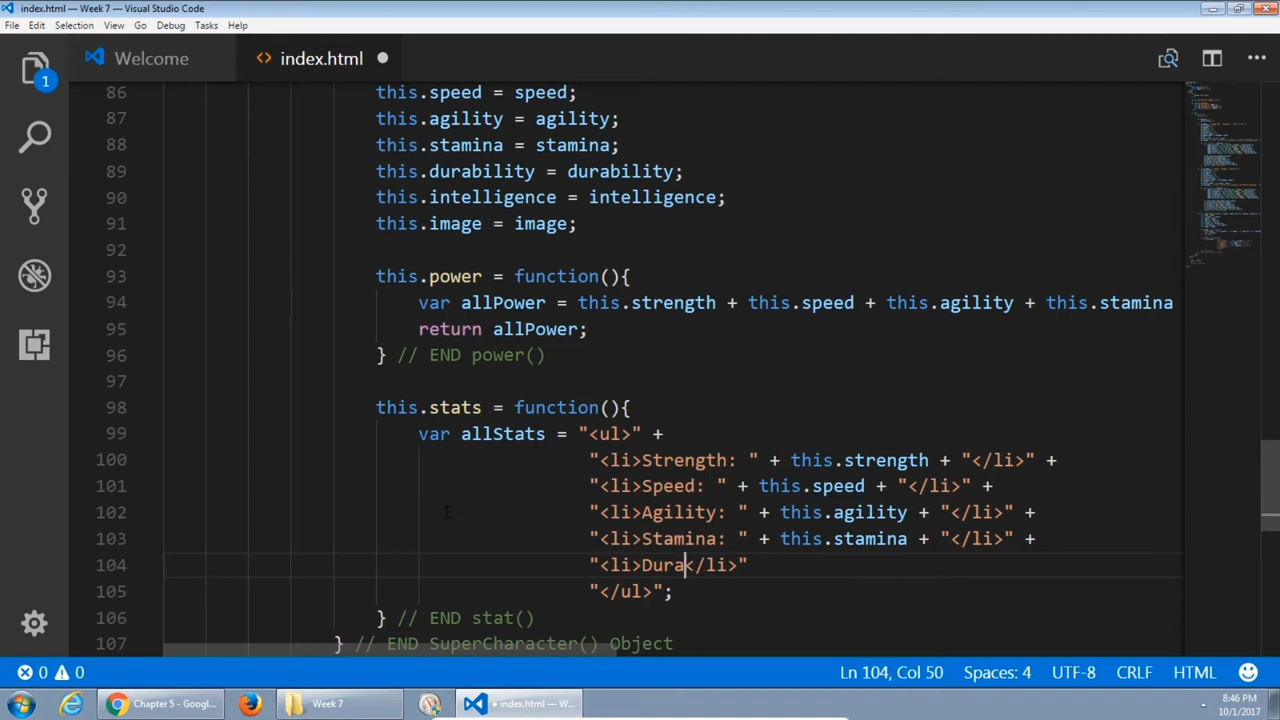 index.html — Week 7 — Visual Studio Code
File Edit Selection View Go Debug Tasks Help
1 Welcome <> index.html
86 this.speed = speed;
87 this.agility = agility;
88 this.stamina = stamina;
89 this.durability = durability;
90 this.intelligence = intelligence;
91 this.image = image;
92
93 this.power = function(){
94 var allPower = this.strength + this.speed + this.agility + this.stamina
95 return allPower;
96 } // END power()
97
98 this.stats = function(){
99 var allStats = "<ul>" +
100 "<li>Strength: " + this.strength + "</li>" +
101 "<li>Speed: " + this.speed + "</li>" +
102 "<li>Agility: " + this.agility + "</li>" +
103 "<li>Stamina: " + this.stamina + "</li>" +
104 "<li>Dura</li>"
105 "</ul>";
106 } // END stat()
107 } // END SuperCharacter() Object
0 0 Ln 104, Col 50 Spaces: 4 UTF-8 CRLF HTML
Chapter 5 - Googl... Week 7 • index.html — W... 8:46 PM
10/1/2017